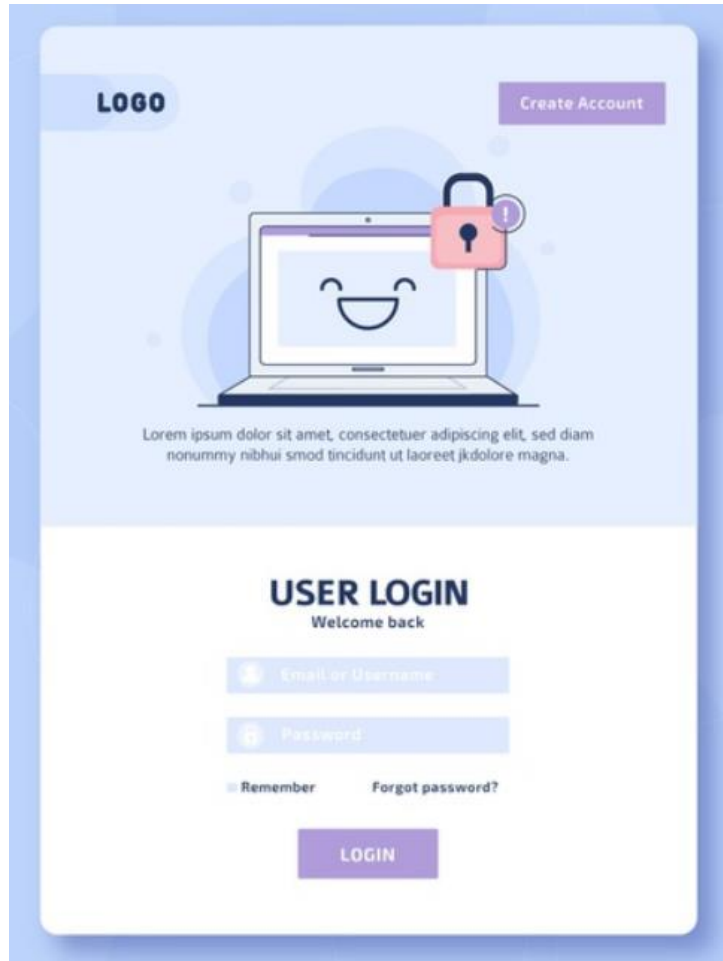 LOGO
Create Account
!
Lorem ipsum dolor sit amet, consectetuer adipiscing elit, sed diam
nonummy nibhui smod tincidunt ut laoreet jkdolore magna.
USER LOGIN
Welcome back
Email or Username
Password
Remember
Forgot password?
LOGIN